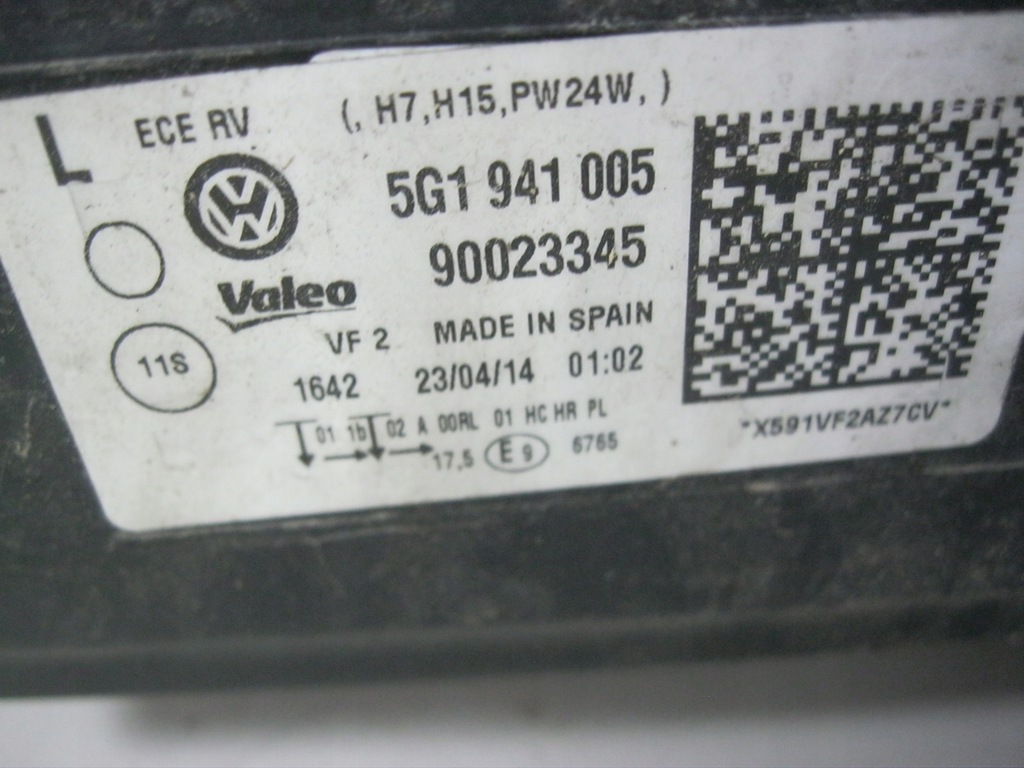 L ECE RV (, H7,H15,PW24W, )
5G1 941 005
90023345
Valeo
VF 2 MADE IN SPAIN
11S
1642 23/04/14 01:02
01 1b 02 A 00RL 01 HC HR PL
17,5 E 9 6765
*X591VF2AZ7CV*